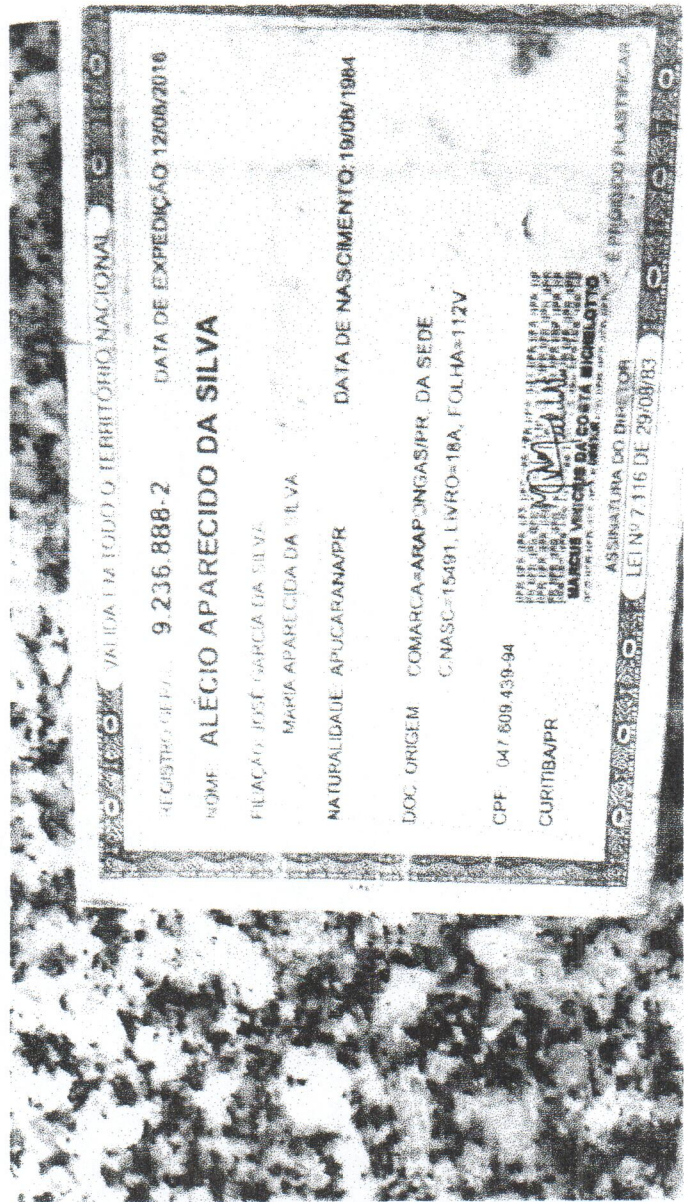 VÁLIDA EM TODO O TERRITÓRIO NACIONAL
REGISTRO GERAL 9.236.888-2 DATA DE EXPEDIÇÃO: 12/08/2016
NOME ALÉCIO APARECIDO DA SILVA
FILIAÇÃO: JOSÉ GARCIA DA SILVA
MARIA APARECIDA DA SILVA
NATURALIDADE APUCARANA/PR DATA DE NASCIMENTO: 19/08/1984
DOC. ORIGEM COMARCA=ARAPONGAS/PR, DA SEDE
C.NASC=15491, LIVRO=18A, FOLHA=112V
CPF 047.609.439-94
CURITIBA/PR
MARCUS VINICIUS DA COSTA MICHELOTTO
ASSINATURA DO DIRETOR É PROIBIDO PLASTIFICAR
LEI Nº 7.116 DE 29/08/83